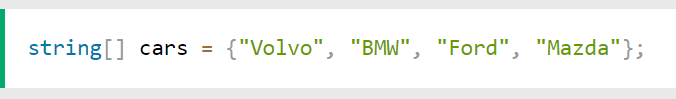 string[] cars = {"Volvo", "BMW", "Ford", "Mazda"};